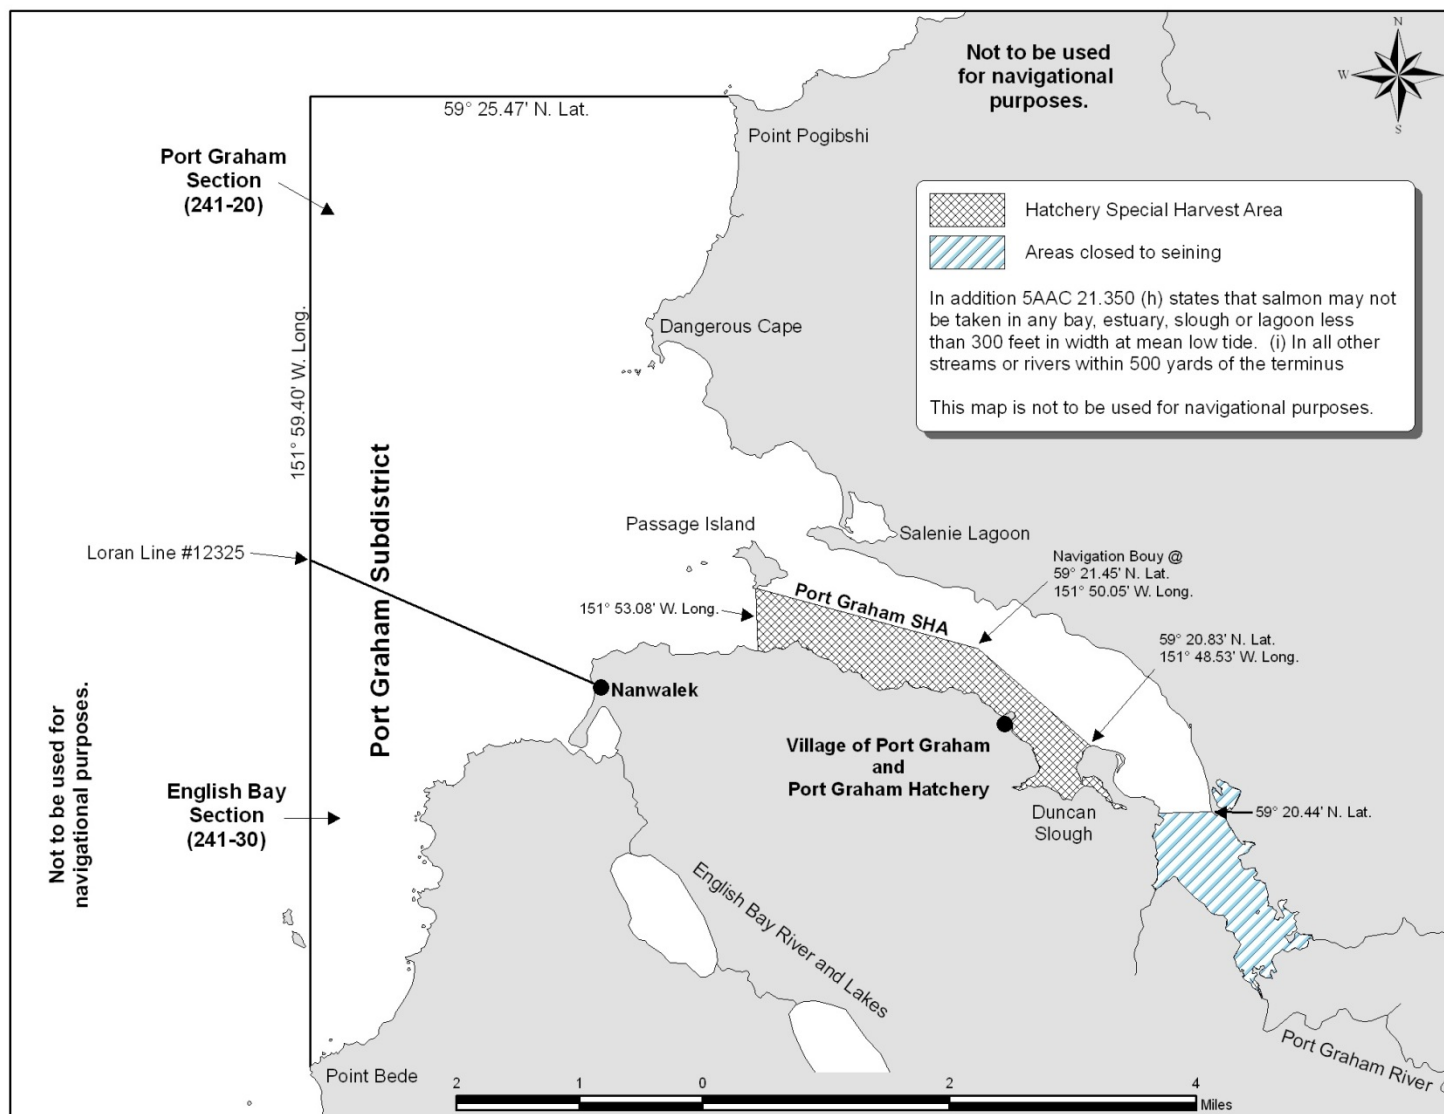 Not to be used
for navigational
purposes.
N
W
S
59° 25.47' N. Lat.
Point Pogibshi
Port Graham
Section
(241-20)
Hatchery Special Harvest Area
Areas closed to seining
In addition 5AAC 21.350 (h) states that salmon may not
be taken in any bay, estuary, slough or lagoon less
than 300 feet in width at mean low tide.  (i) In all other
streams or rivers within 500 yards of the terminus
This map is not to be used for navigational purposes.
151° 59.40' W. Long.
Dangerous Cape
Port Graham Subdistrict
Passage Island
Salenie Lagoon
Loran Line #12325
Navigation Bouy @
59° 21.45' N. Lat.
151° 50.05' W. Long.
Port Graham SHA
151° 53.08' W. Long.
59° 20.83' N. Lat.
151° 48.53' W. Long.
Nanwalek
Not to be used for
navigational purposes.
Village of Port Graham
and
Port Graham Hatchery
English Bay
Section
(241-30)
Duncan
Slough
59° 20.44' N. Lat.
English Bay River and Lakes
Port Graham River
Point Bede
2 1 0 2 4
Miles